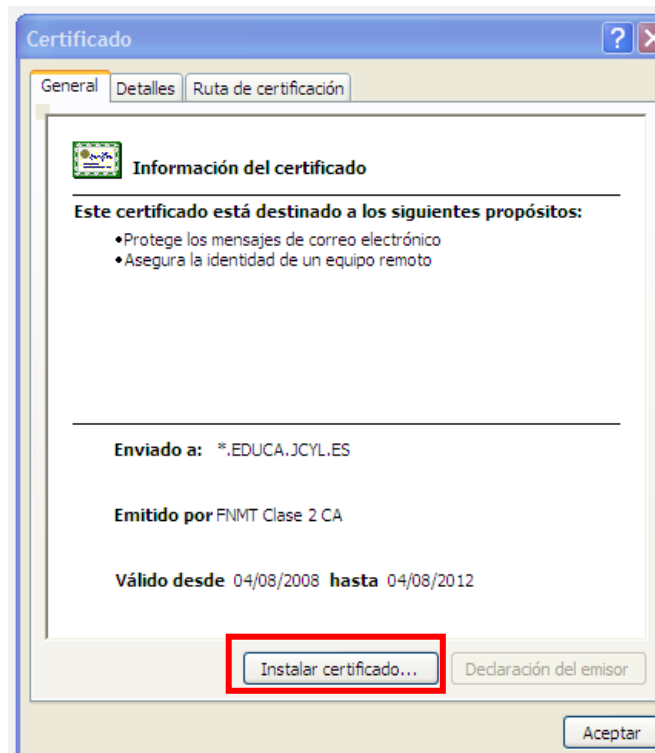 Certificado
General Detalles Ruta de certificación
Información del certificado
Este certificado está destinado a los siguientes propósitos:
•Protege los mensajes de correo electrónico
•Asegura la identidad de un equipo remoto
Enviado a: *.EDUCA.JCYL.ES
Emitido por FNMT Clase 2 CA
Válido desde 04/08/2008 hasta 04/08/2012
Instalar certificado... Declaración del emisor
Aceptar